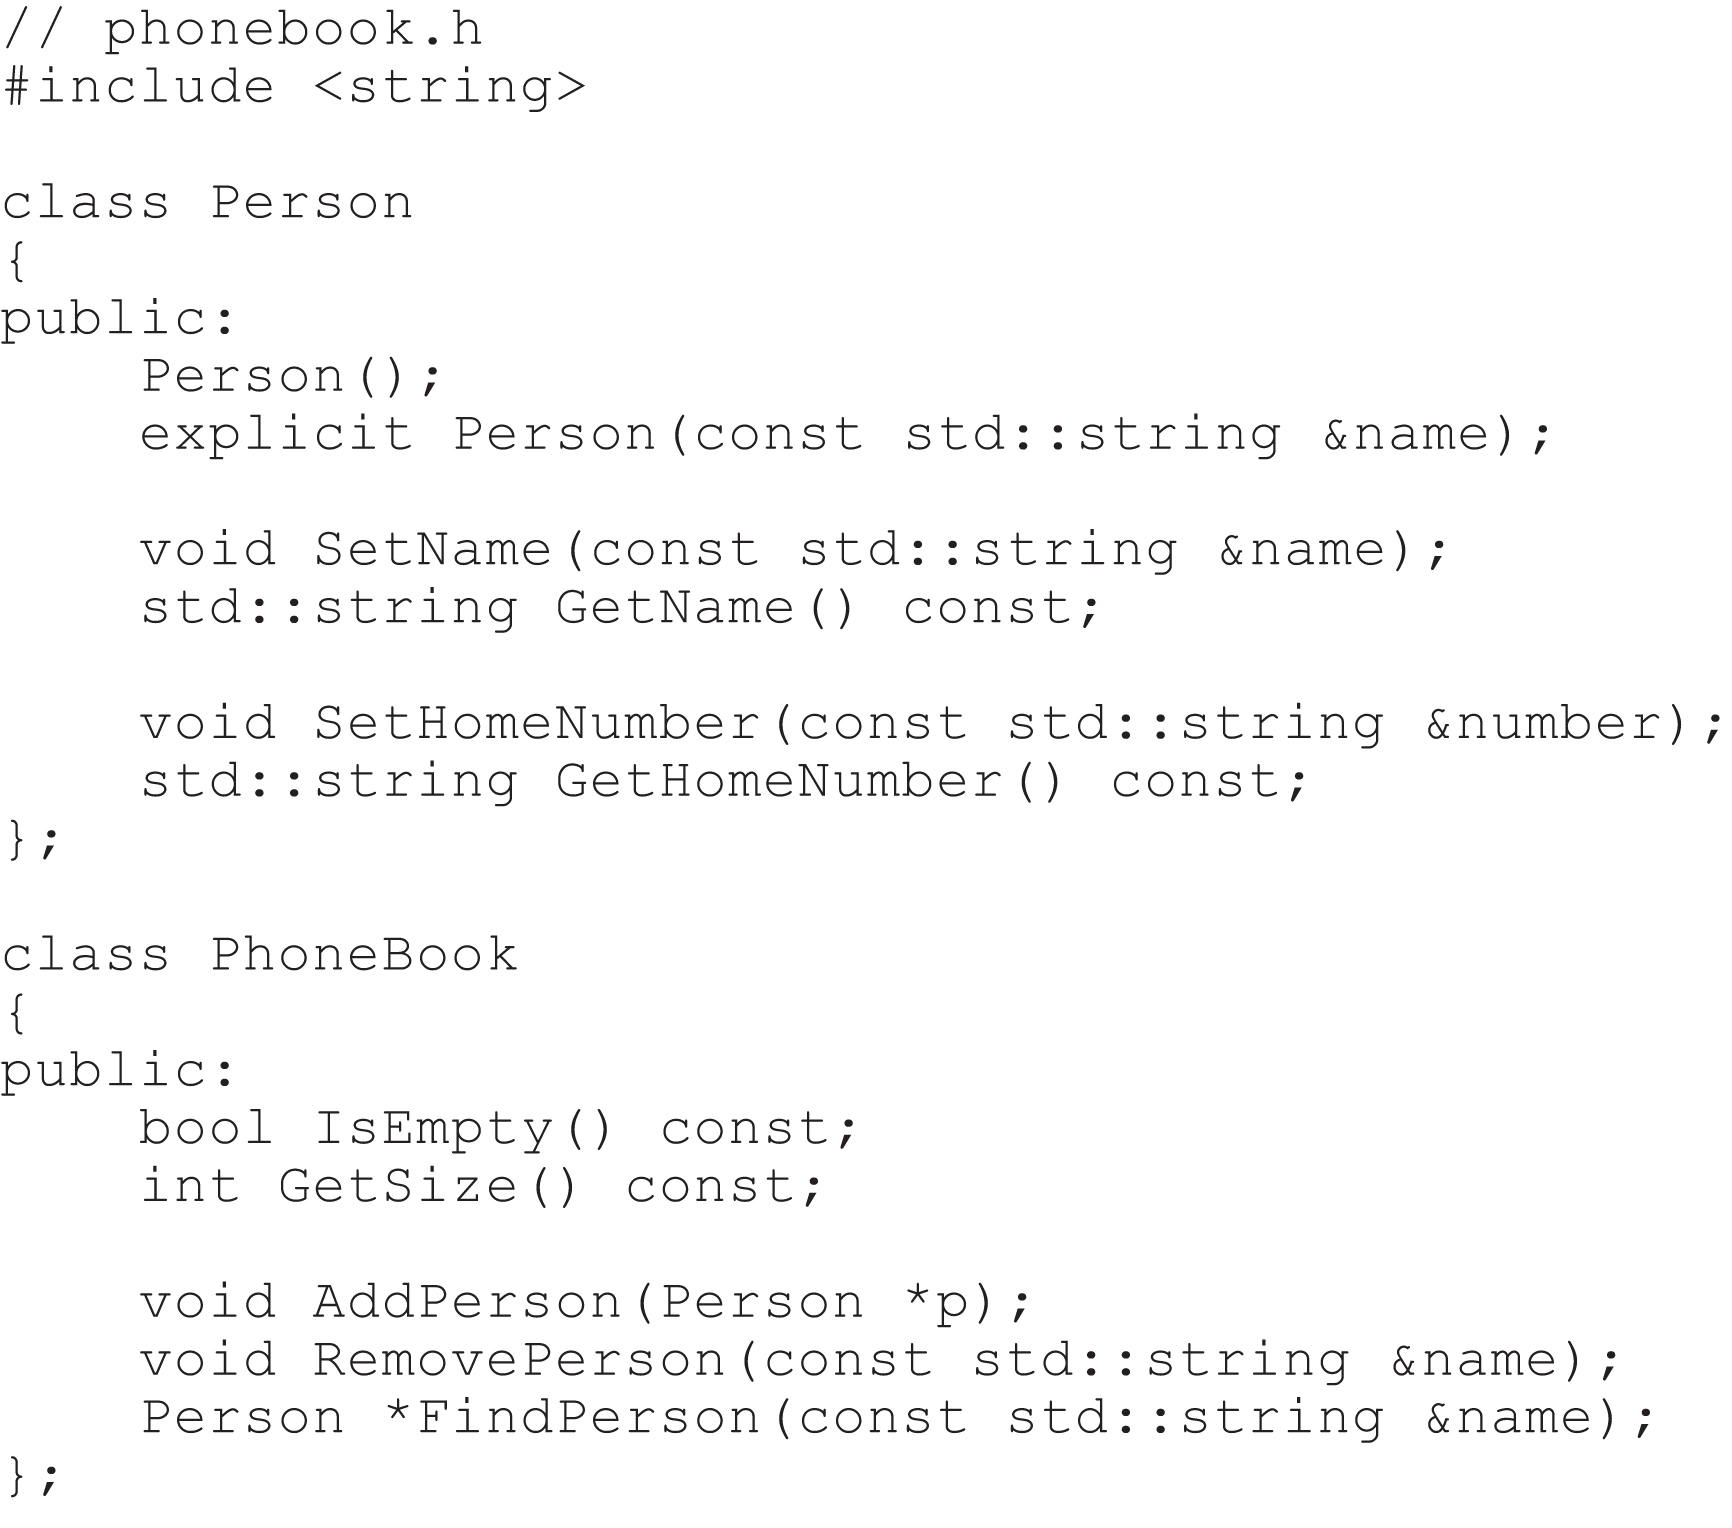 // phonebook.h
#include <string>

class Person
{
public:
    Person();
    explicit Person(const std::string &name);

    void SetName(const std::string &name);
    std::string GetName() const;

    void SetHomeNumber(const std::string &number);
    std::string GetHomeNumber() const;
};

class PhoneBook
{
public:
    bool IsEmpty() const;
    int GetSize() const;

    void AddPerson(Person *p);
    void RemovePerson(const std::string &name);
    Person *FindPerson(const std::string &name);
};